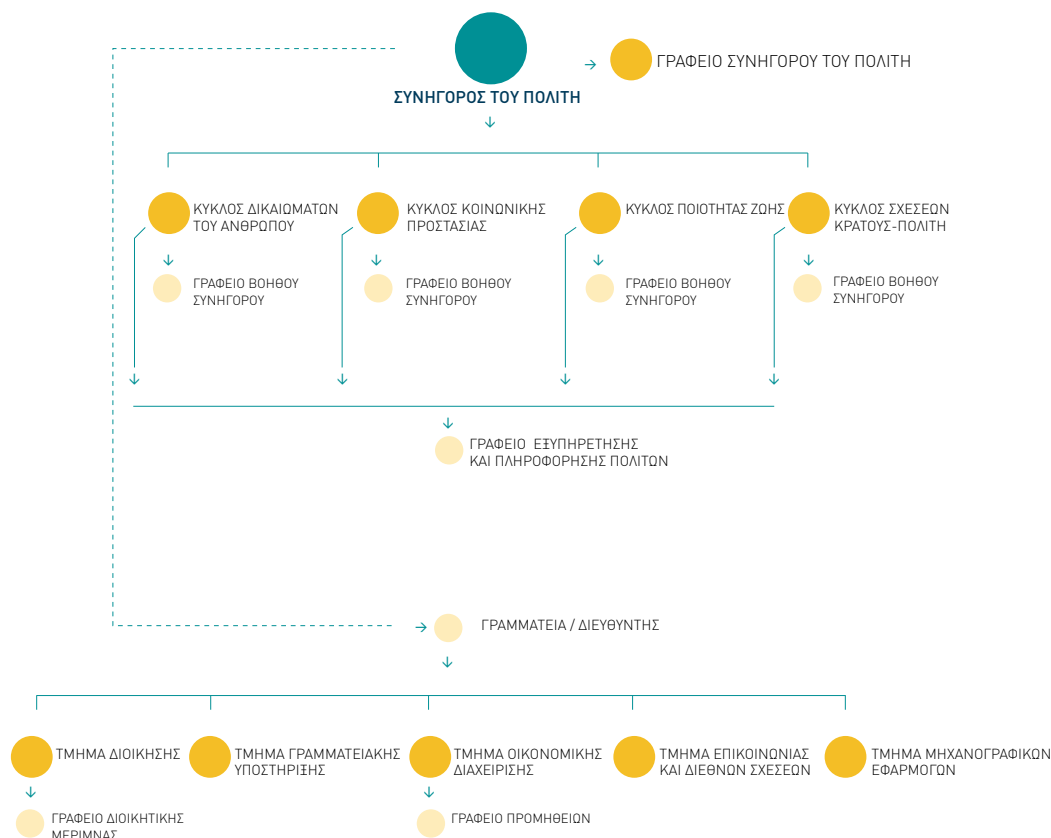 ΓΡΑΦΕΙΟ ΣΥΝΗΓΟΡΟΥ ΤΟΥ ΠΟΛΙΤΗ
ΣΥΝΗΓΟΡΟΣ ΤΟΥ ΠΟΛΙΤΗ
ΚΥΚΛΟΣ ΔΙΚΑΙΩΜΑΤΩΝ
ΤΟΥ ΑΝΘΡΩΠΟΥ
ΚΥΚΛΟΣ ΚΟΙΝΩΝΙΚΗΣ
ΠΡΟΣΤΑΣΙΑΣ
ΚΥΚΛΟΣ ΠΟΙΟΤΗΤΑΣ ΖΩΗΣ
ΚΥΚΛΟΣ ΣΧΕΣΕΩΝ
ΚΡΑΤΟΥΣ-ΠΟΛΙΤΗ
ΓΡΑΦΕΙΟ ΒΟΗΘΟΥ
ΣΥΝΗΓΟΡΟΥ
ΓΡΑΦΕΙΟ ΒΟΗΘΟΥ
ΣΥΝΗΓΟΡΟΥ
ΓΡΑΦΕΙΟ ΒΟΗΘΟΥ
ΣΥΝΗΓΟΡΟΥ
ΓΡΑΦΕΙΟ ΒΟΗΘΟΥ
ΣΥΝΗΓΟΡΟΥ
ΓΡΑΦΕΙΟ ΕΞΥΠΗΡΕΤΗΣΗΣ
ΚΑΙ ΠΛΗΡΟΦΟΡΗΣΗΣ ΠΟΛΙΤΩΝ
ΓΡΑΜΜΑΤΕΙΑ / ΔΙΕΥΘΥΝΤΗΣ
ΤΜΗΜΑ ΔΙΟΙΚΗΣΗΣ
ΤΜΗΜΑ ΓΡΑΜΜΑΤΕΙΑΚΗΣ
ΥΠΟΣΤΗΡΙΞΗΣ
ΤΜΗΜΑ ΟΙΚΟΝΟΜΙΚΗΣ
ΔΙΑΧΕΙΡΙΣΗΣ
ΤΜΗΜΑ ΕΠΙΚΟΙΝΩΝΙΑΣ
ΚΑΙ ΔΙΕΘΝΩΝ ΣΧΕΣΕΩΝ
ΤΜΗΜΑ ΜΗΧΑΝΟΓΡΑΦΙΚΩΝ
ΕΦΑΡΜΟΓΩΝ
ΓΡΑΦΕΙΟ ΔΙΟΙΚΗΤΙΚΗΣ
ΜΕΡΙΜΝΑΣ
ΓΡΑΦΕΙΟ ΠΡΟΜΗΘΕΙΩΝ